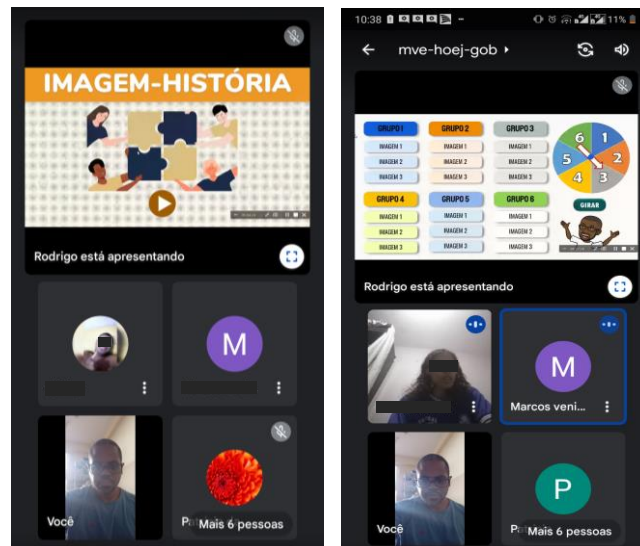 IMAGEM-HISTÓRIA
Rodrigo está apresentando
M
Você
Mais 6 pessoas
10:38
11%
mve-hoej-gob
GRUPO 1
GRUPO 2
GRUPO 3
IMAGEM 1
IMAGEM 1
IMAGEM 1
IMAGEM 2
IMAGEM 2
IMAGEM 2
IMAGEM 3
IMAGEM 3
IMAGEM 3
6
1
5
2
4
3
GRUPO 4
GRUPO 5
GRUPO 6
GIRAR
IMAGEM 1
IMAGEM 1
IMAGEM 1
IMAGEM 2
IMAGEM 2
IMAGEM 2
IMAGEM 3
IMAGEM 3
IMAGEM 3
Rodrigo está apresentando
M
Marcos veni...
P
Você
Mais 6 pessoas